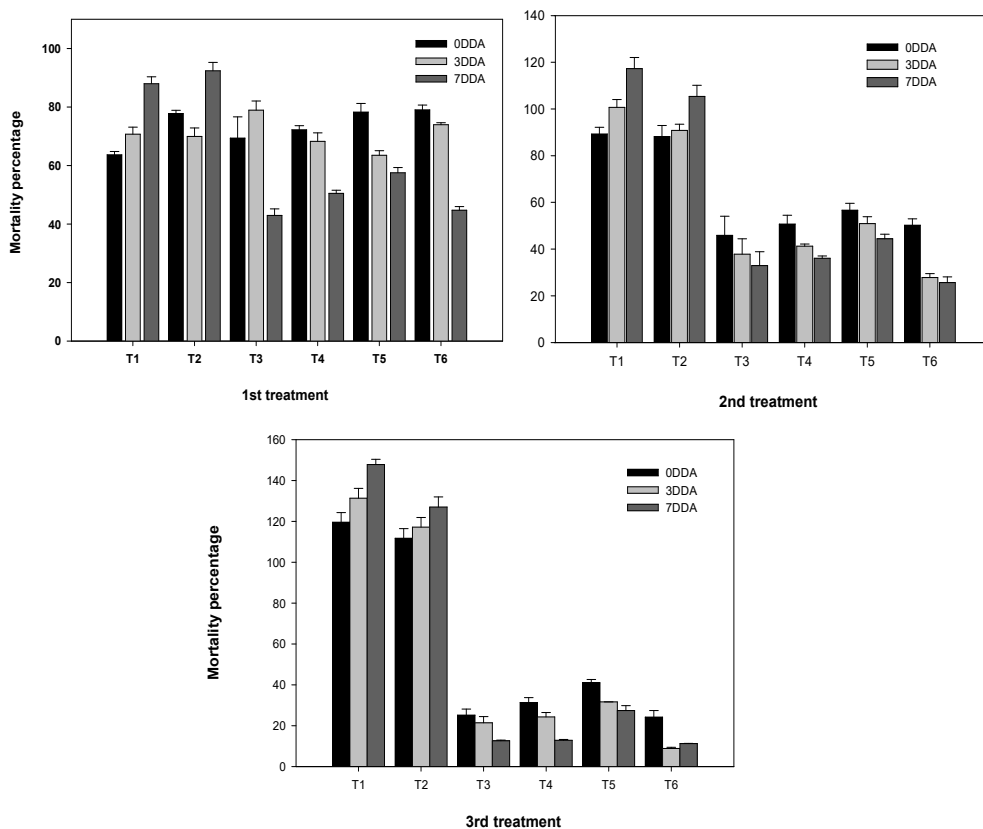 Mortality percentage
100
80
60
40
20
0
0DDA
3DDA
7DDA
T1 T2 T3 T4 T5 T6
1st treatment
140
120
100
80
60
40
20
0
0DDA
3DDA
7DDA
T1 T2 T3 T4 T5 T6
2nd treatment
Mortality percentage
160
140
120
100
80
60
40
20
0
0DDA
3DDA
7DDA
T1 T2 T3 T4 T5 T6
3rd treatment